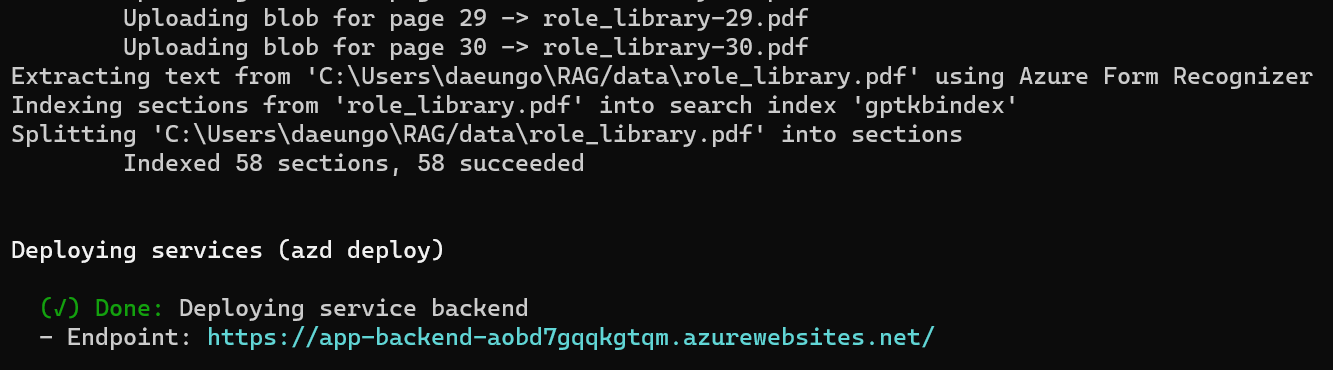 Uploading blob for page 29 -> role_library-29.pdf
Uploading blob for page 30 -> role_library-30.pdf
Extracting text from 'C:\Users\daeungo\RAG/data\role_library.pdf' using Azure Form Recognizer
Indexing sections from 'role_library.pdf' into search index 'gptkbindex'
Splitting 'C:\Users\daeungo\RAG/data\role_library.pdf' into sections
Indexed 58 sections, 58 succeeded
Deploying services (azd deploy)
(✓) Done: Deploying service backend
- Endpoint: https://app-backend-aobd7gqqkgtqm.azurewebsites.net/